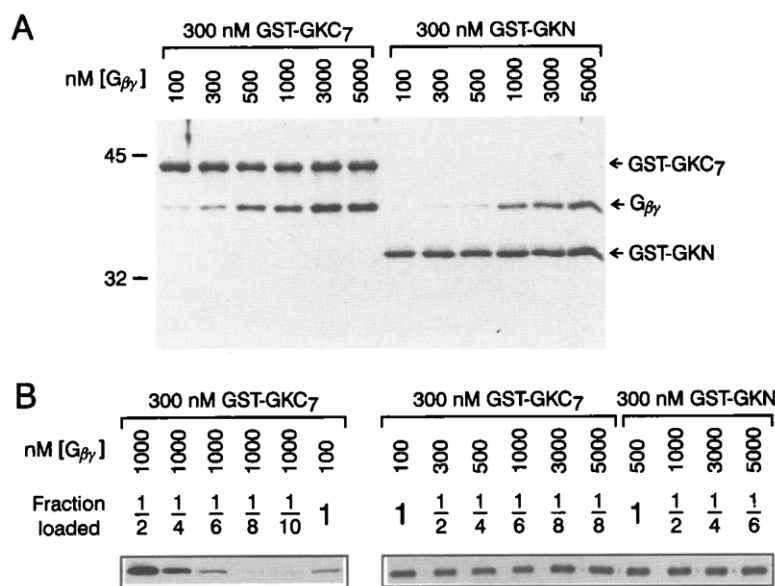 A
300 nM GST-GKC7 300 nM GST-GKN
nM [Gβγ] 100 300 500 1000 3000 5000 100 300 500 1000 3000 5000
45 – ← GST-GKC7
← Gβγ
← GST-GKN
32 –
B
300 nM GST-GKC7 300 nM GST-GKC7 300 nM GST-GKN
nM [Gβγ] 1000 1000 1000 1000 1000 100 100 300 500 1000 3000 5000 500 1000 3000 5000
Fraction loaded 1/2 1/4 1/6 1/8 1/10 1 1 1/2 1/4 1/6 1/8 1/8 1 1/2 1/4 1/6